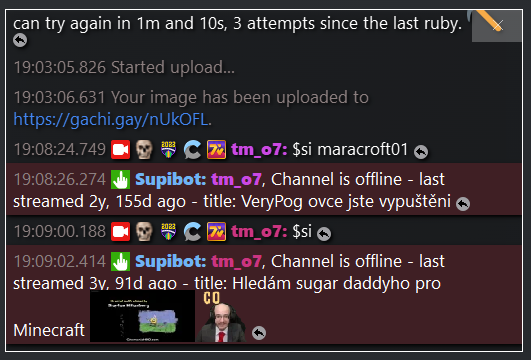 can try again in 1m and 10s, 3 attempts since the last ruby.
19:03:05.826 Started upload...
19:03:06.631 Your image has been uploaded to
https://gachi.gay/nUkOFL.
19:08:24.749 tm_o7: $si maracroft01
19:08:26.274 Supibot: tm_o7, Channel is offline - last
streamed 2y, 155d ago - title: VeryPog ovce jste vypuštěni
19:09:00.188 tm_o7: $si
19:09:02.414 Supibot: tm_o7, Channel is offline - last
streamed 3y, 91d ago - title: Hledám sugar daddyho pro
CO
Minecraft